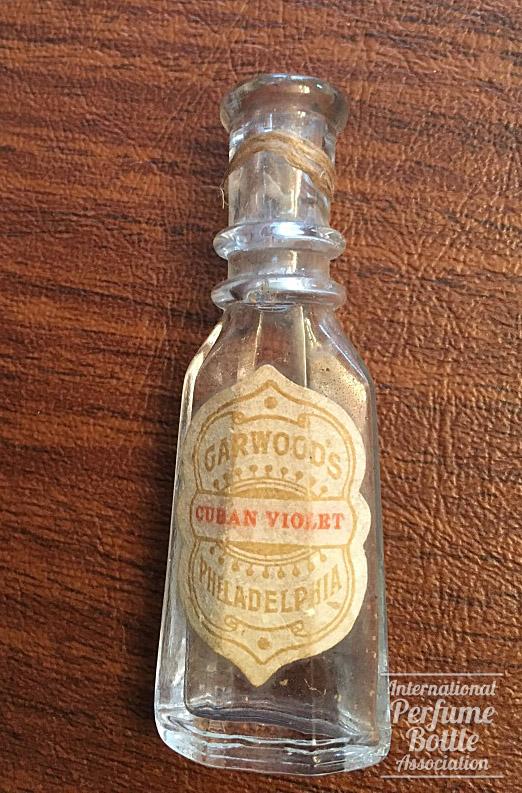 GARWOOD'S
CUBAN VIOLET
PHILADELPHIA
International
Perfume
Bottle
Association